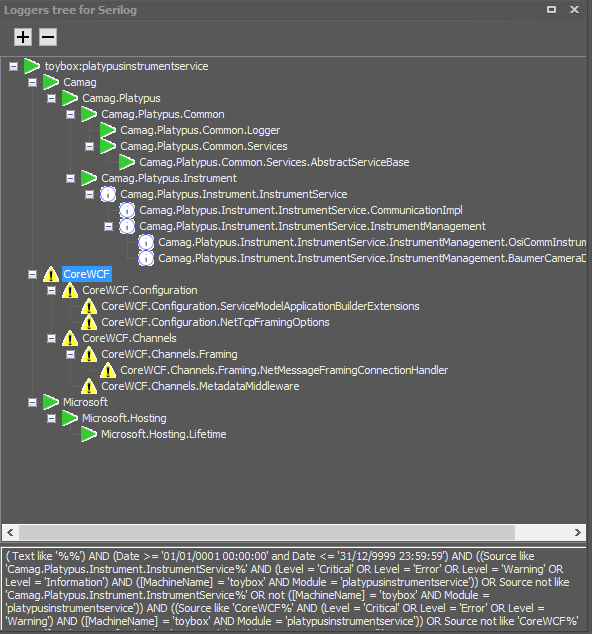 Loggers tree for Serilog
toybox:platypusinstrumentservice
Camag
Camag.Platypus
Camag.Platypus.Common
Camag.Platypus.Common.Logger
Camag.Platypus.Common.Services
Camag.Platypus.Common.Services.AbstractServiceBase
Camag.Platypus.Instrument
Camag.Platypus.Instrument.InstrumentService
Camag.Platypus.Instrument.InstrumentService.CommunicationImpl
Camag.Platypus.Instrument.InstrumentService.InstrumentManagement
Camag.Platypus.Instrument.InstrumentService.InstrumentManagement.OsiCommInstrum
Camag.Platypus.Instrument.InstrumentService.InstrumentManagement.BaumerCameraD
CoreWCF
CoreWCF.Configuration
CoreWCF.Configuration.ServiceModelApplicationBuilderExtensions
CoreWCF.Configuration.NetTcpFramingOptions
CoreWCF.Channels
CoreWCF.Channels.Framing
CoreWCF.Channels.Framing.NetMessageFramingConnectionHandler
CoreWCF.Channels.MetadataMiddleware
Microsoft
Microsoft.Hosting
Microsoft.Hosting.Lifetime
( Text like '%%') AND (Date >= '01/01/0001 00:00:00' and Date <= '31/12/9999 23:59:59') AND ((Source like
'Camag.Platypus.Instrument.InstrumentService%' AND (Level = 'Critical' OR Level = 'Error' OR Level = 'Warning' OR
Level = 'Information') AND ([MachineName] = 'toybox' AND Module = 'platypusinstrumentservice')) OR Source not like
'Camag.Platypus.Instrument.InstrumentService%' OR not ([MachineName] = 'toybox' AND Module =
'platypusinstrumentservice')) AND ((Source like 'CoreWCF%' AND (Level = 'Critical' OR Level = 'Error' OR Level =
'Warning') AND ([MachineName] = 'toybox' AND Module = 'platypusinstrumentservice')) OR Source not like 'CoreWCF%'